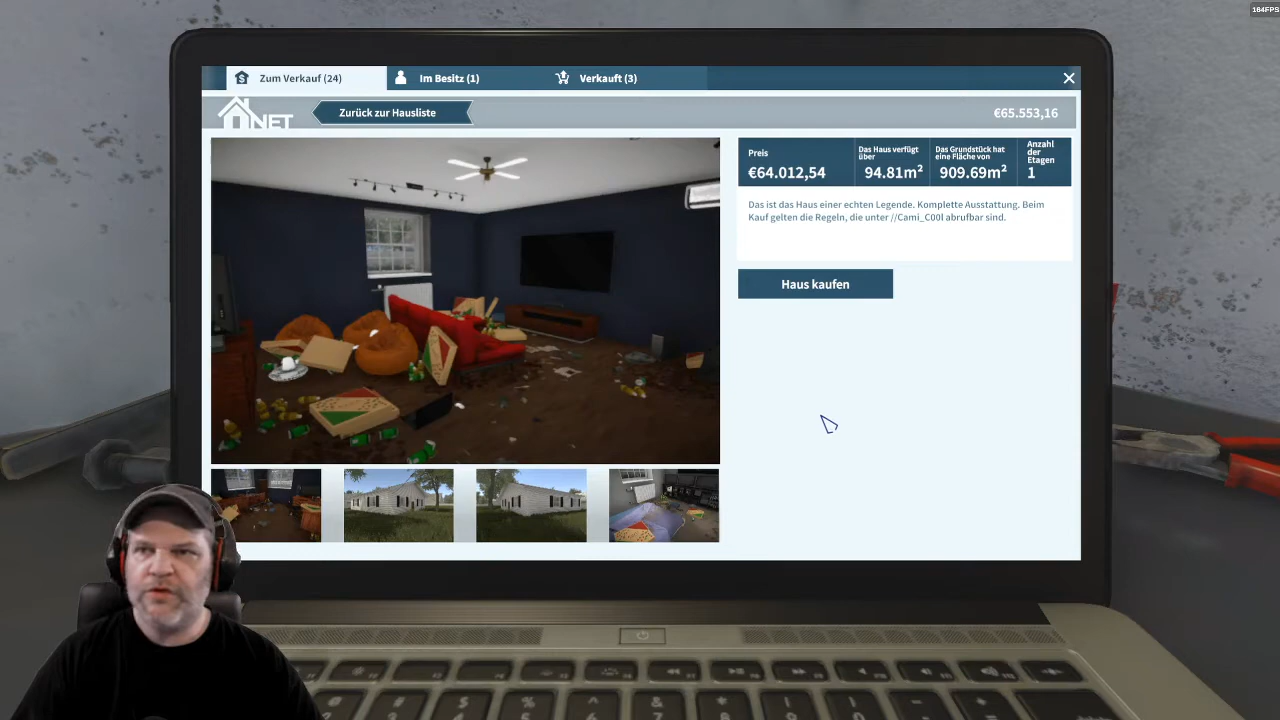 164FPS
Zum Verkauf (24)
Im Besitz (1)
Verkauft (3)
NET
Zurück zur Hausliste
€65.553,16
Preis
€64.012,54
Das Haus verfügt
über
94.81m²
Das Grundstück hat
eine Fläche von
909.69m²
Anzahl
der
Etagen
1
Das ist das Haus einer echten Legende. Komplette Ausstattung. Beim
Kauf gelten die Regeln, die unter //Cami_C00l abrufbar sind.
Haus kaufen